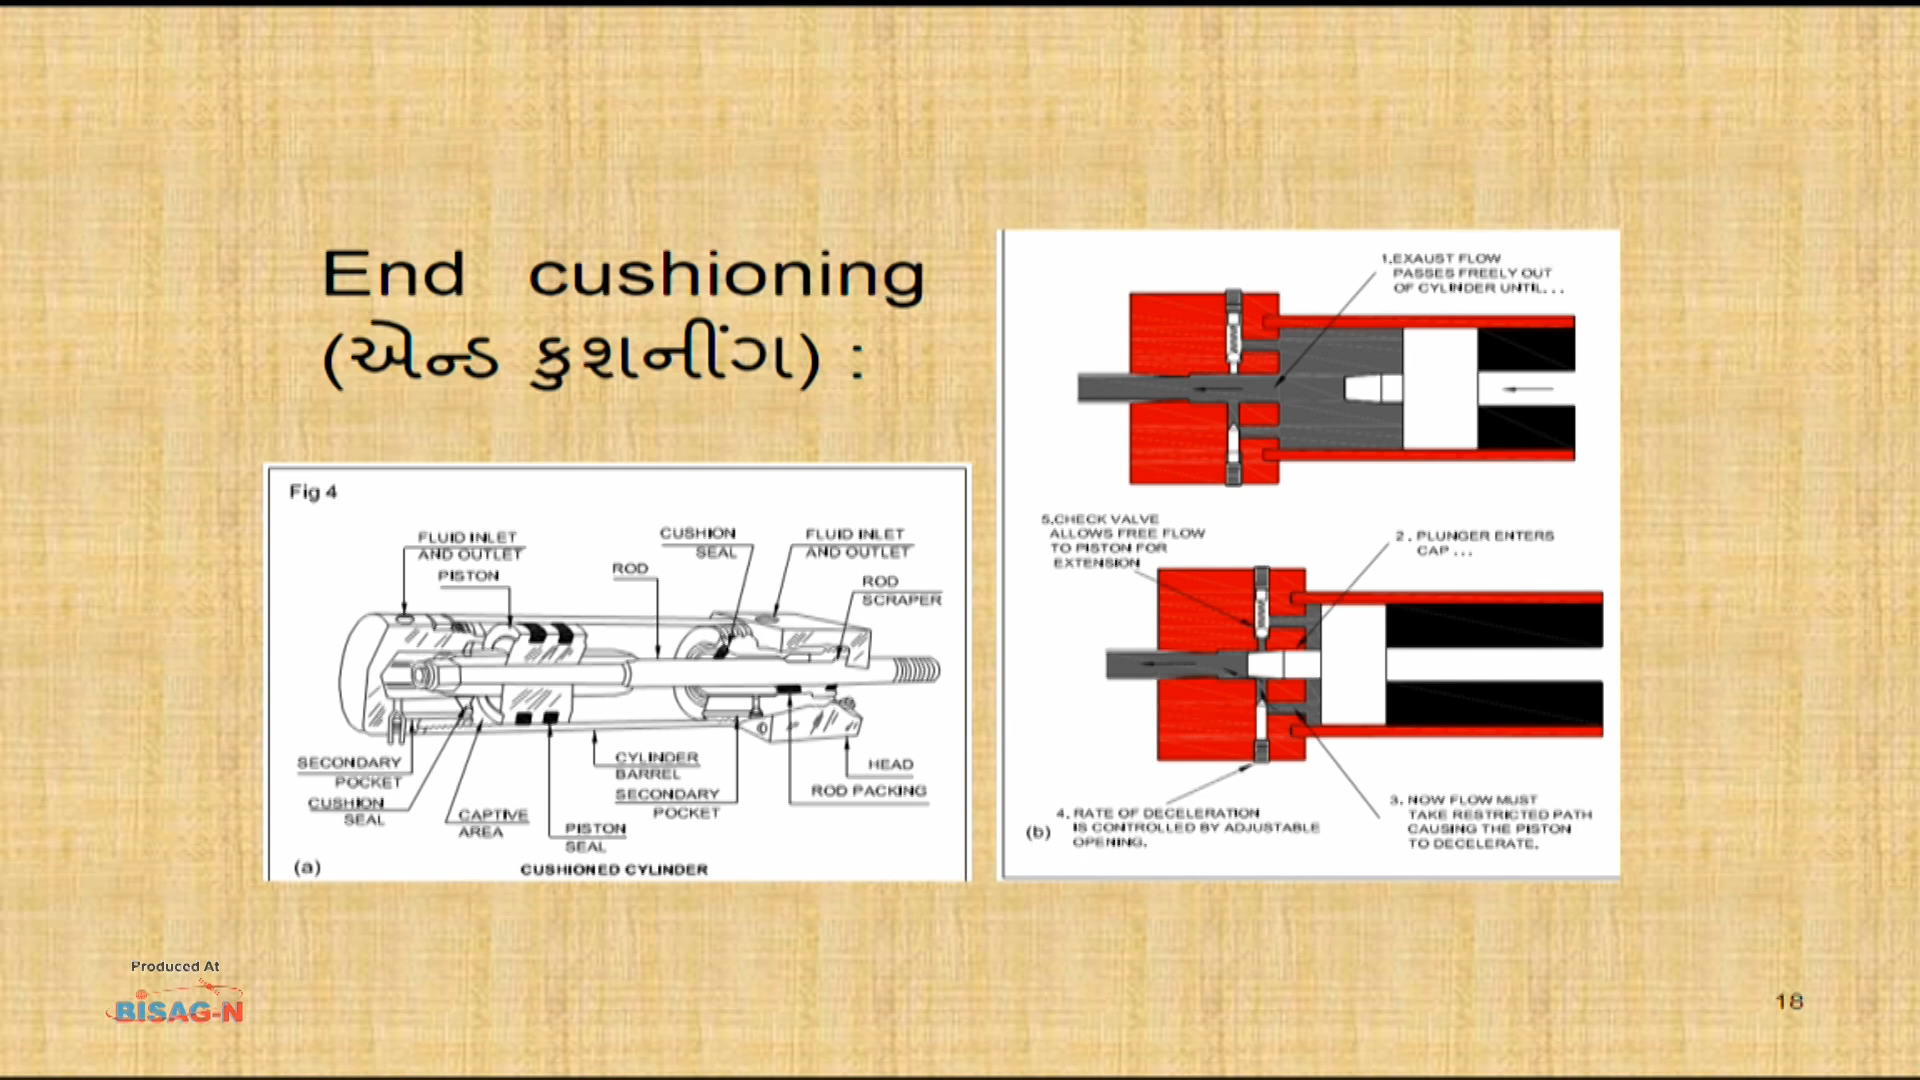 End cushioning
(એન્ડ કુશનીંગ) :
Fig 4
FLUID INLET
AND OUTLET
PISTON
ROD
CUSHION
SEAL
FLUID INLET
AND OUTLET
ROD
SCRAPER
SECONDARY
POCKET
CUSHION
SEAL
CAPTIVE
AREA
PISTON
SEAL
CYLINDER
BARREL
SECONDARY
POCKET
HEAD
ROD PACKING
(a)
CUSHIONED CYLINDER
1.EXAUST FLOW
PASSES FREELY OUT
OF CYLINDER UNTIL...
5.CHECK VALVE
ALLOWS FREE FLOW
TO PISTON FOR
EXTENSION
2. PLUNGER ENTERS
CAP ...
3. NOW FLOW MUST
TAKE RESTRICTED PATH
CAUSING THE PISTON
TO DECELERATE.
4. RATE OF DECELERATION
IS CONTROLLED BY ADJUSTABLE
OPENING.
(b)
Produced At
BISAG-N
18